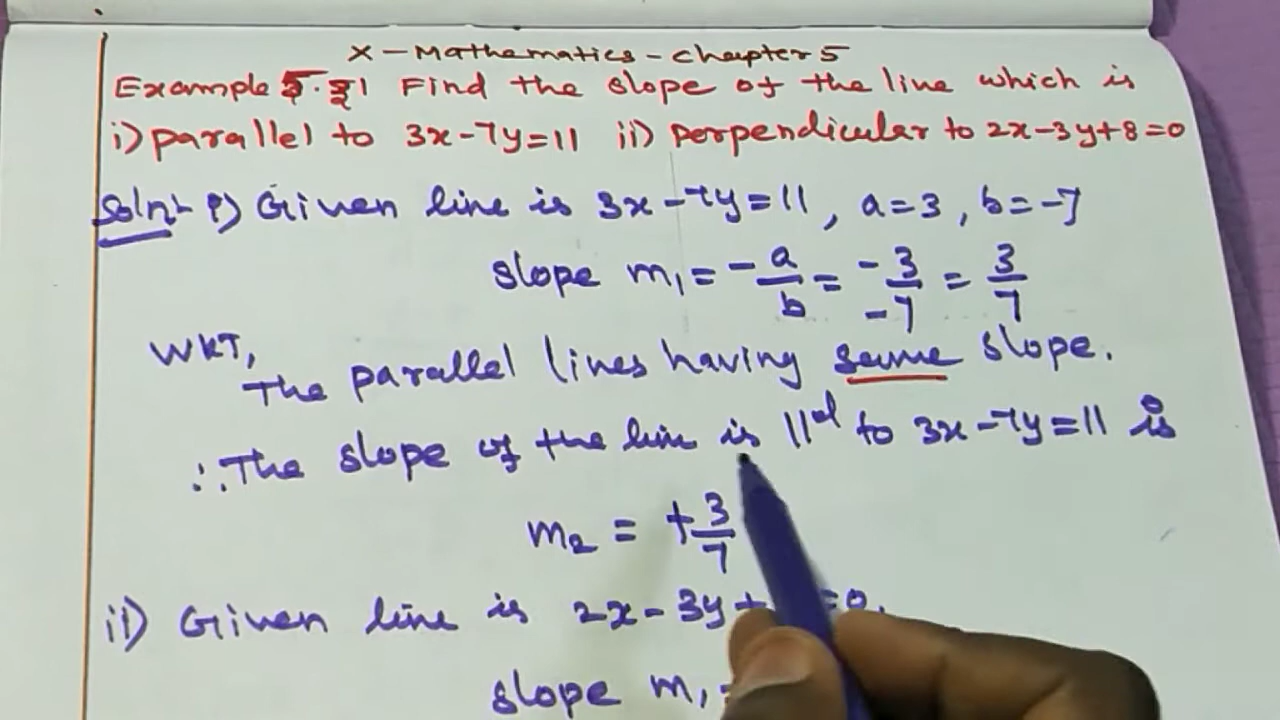 X - Mathematics - chapter 5
Example 5.31 Find the slope of the line which is
i) parallel to 3x-7y=11 ii) perpendicular to 2x-3y+8=0
Soln:- i) Given line is 3x-7y=11, a=3, b=-7
slope m₁ = -a/b = -3/-7 = 3/7
WKT,
The parallel lines having same slope.
∴ The slope of the line is 11el to 3x-7y=11 is
m₂ = +3/7
ii) Given line is 2x-3y+ =0.
slope m₁=